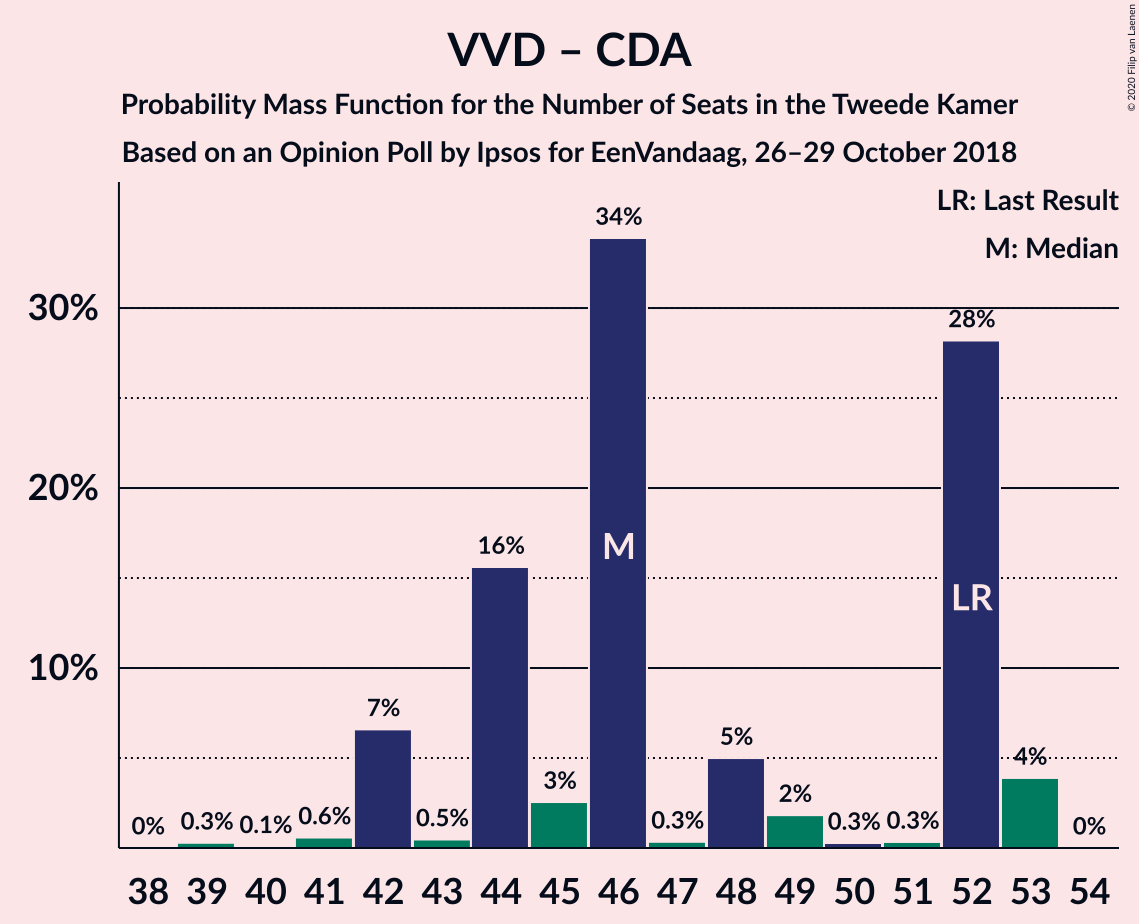 VVD – CDA
Probability Mass Function for the Number of Seats in the Tweede Kamer
Based on an Opinion Poll by Ipsos for EenVandaag, 26–29 October 2018
© 2020 Filip van Laenen
LR: Last Result
M: Median
30%
20%
10%
0%
0.3%
0.1%
0.6%
7%
0.5%
16%
3%
34%
0.3%
5%
2%
0.3%
0.3%
28%
4%
0%
M
LR
38 39 40 41 42 43 44 45 46 47 48 49 50 51 52 53 54